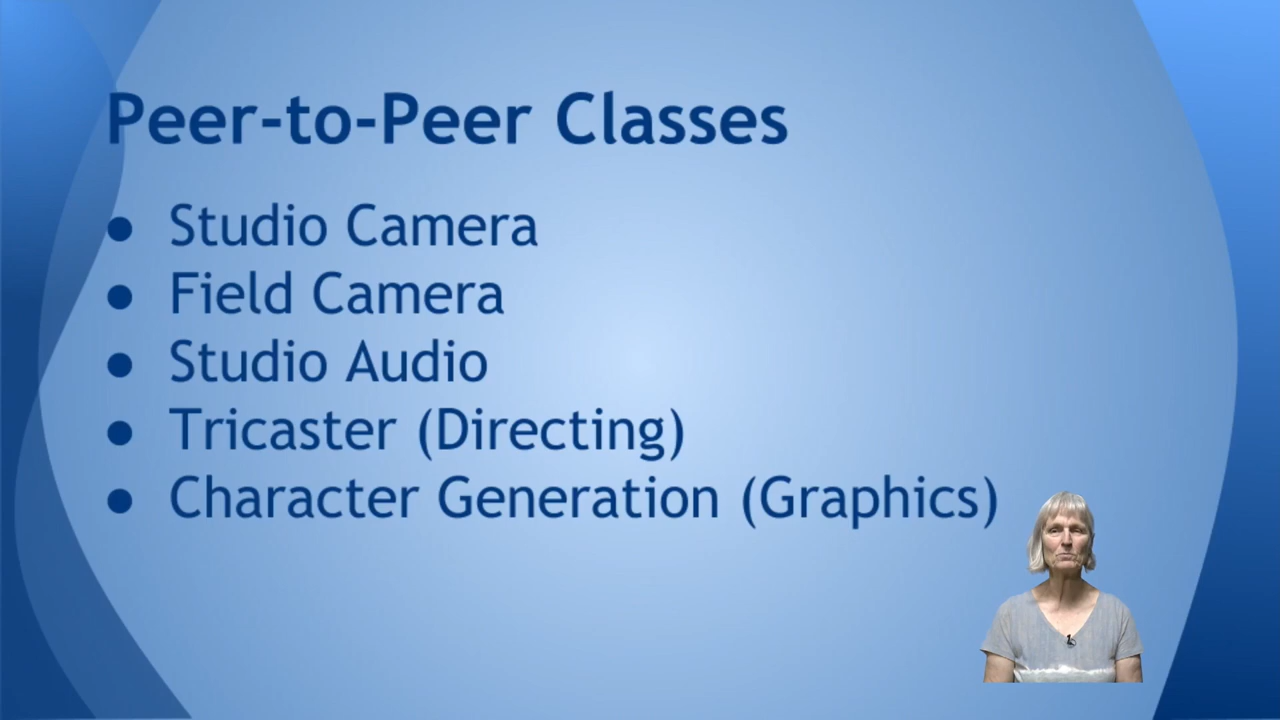 Peer-to-Peer Classes
● Studio Camera
● Field Camera
● Studio Audio
● Tricaster (Directing)
● Character Generation (Graphics)